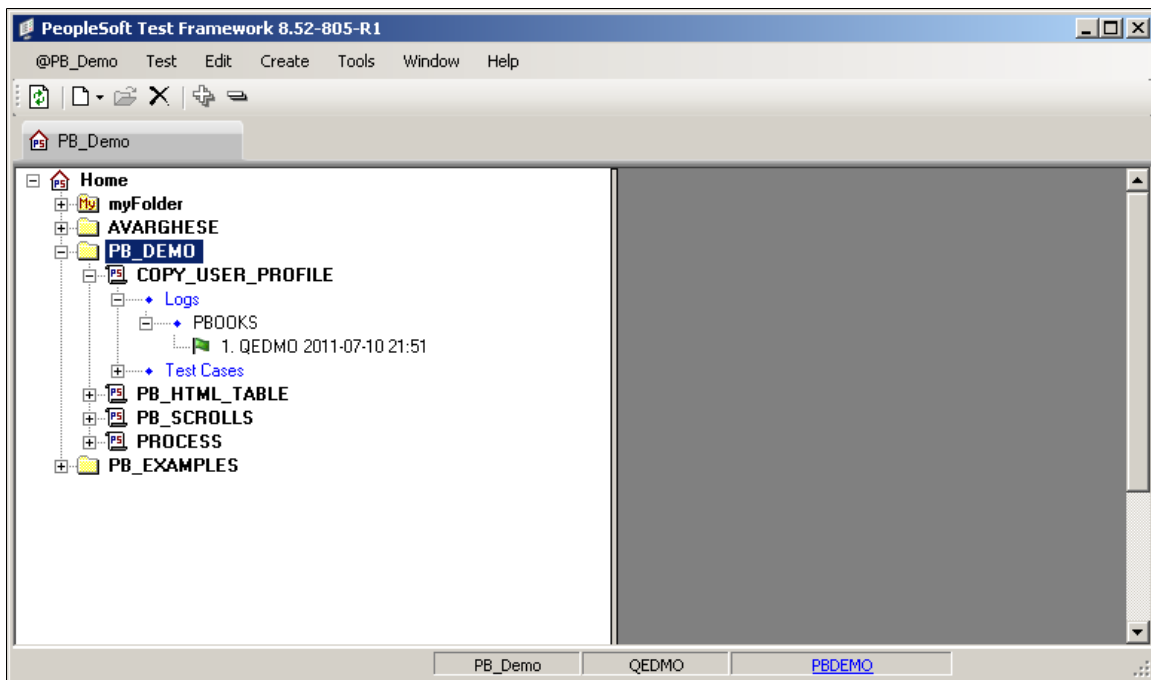 PeopleSoft Test Framework 8.52-805-R1
@PB_Demo Test Edit Create Tools Window Help
PB_Demo
Home
myFolder
AVARGHESE
PB_DEMO
COPY_USER_PROFILE
Logs
PBOOKS
1. QEDMO 2011-07-10 21:51
Test Cases
PB_HTML_TABLE
PB_SCROLLS
PROCESS
PB_EXAMPLES
PB_Demo QEDMO PBDEMO